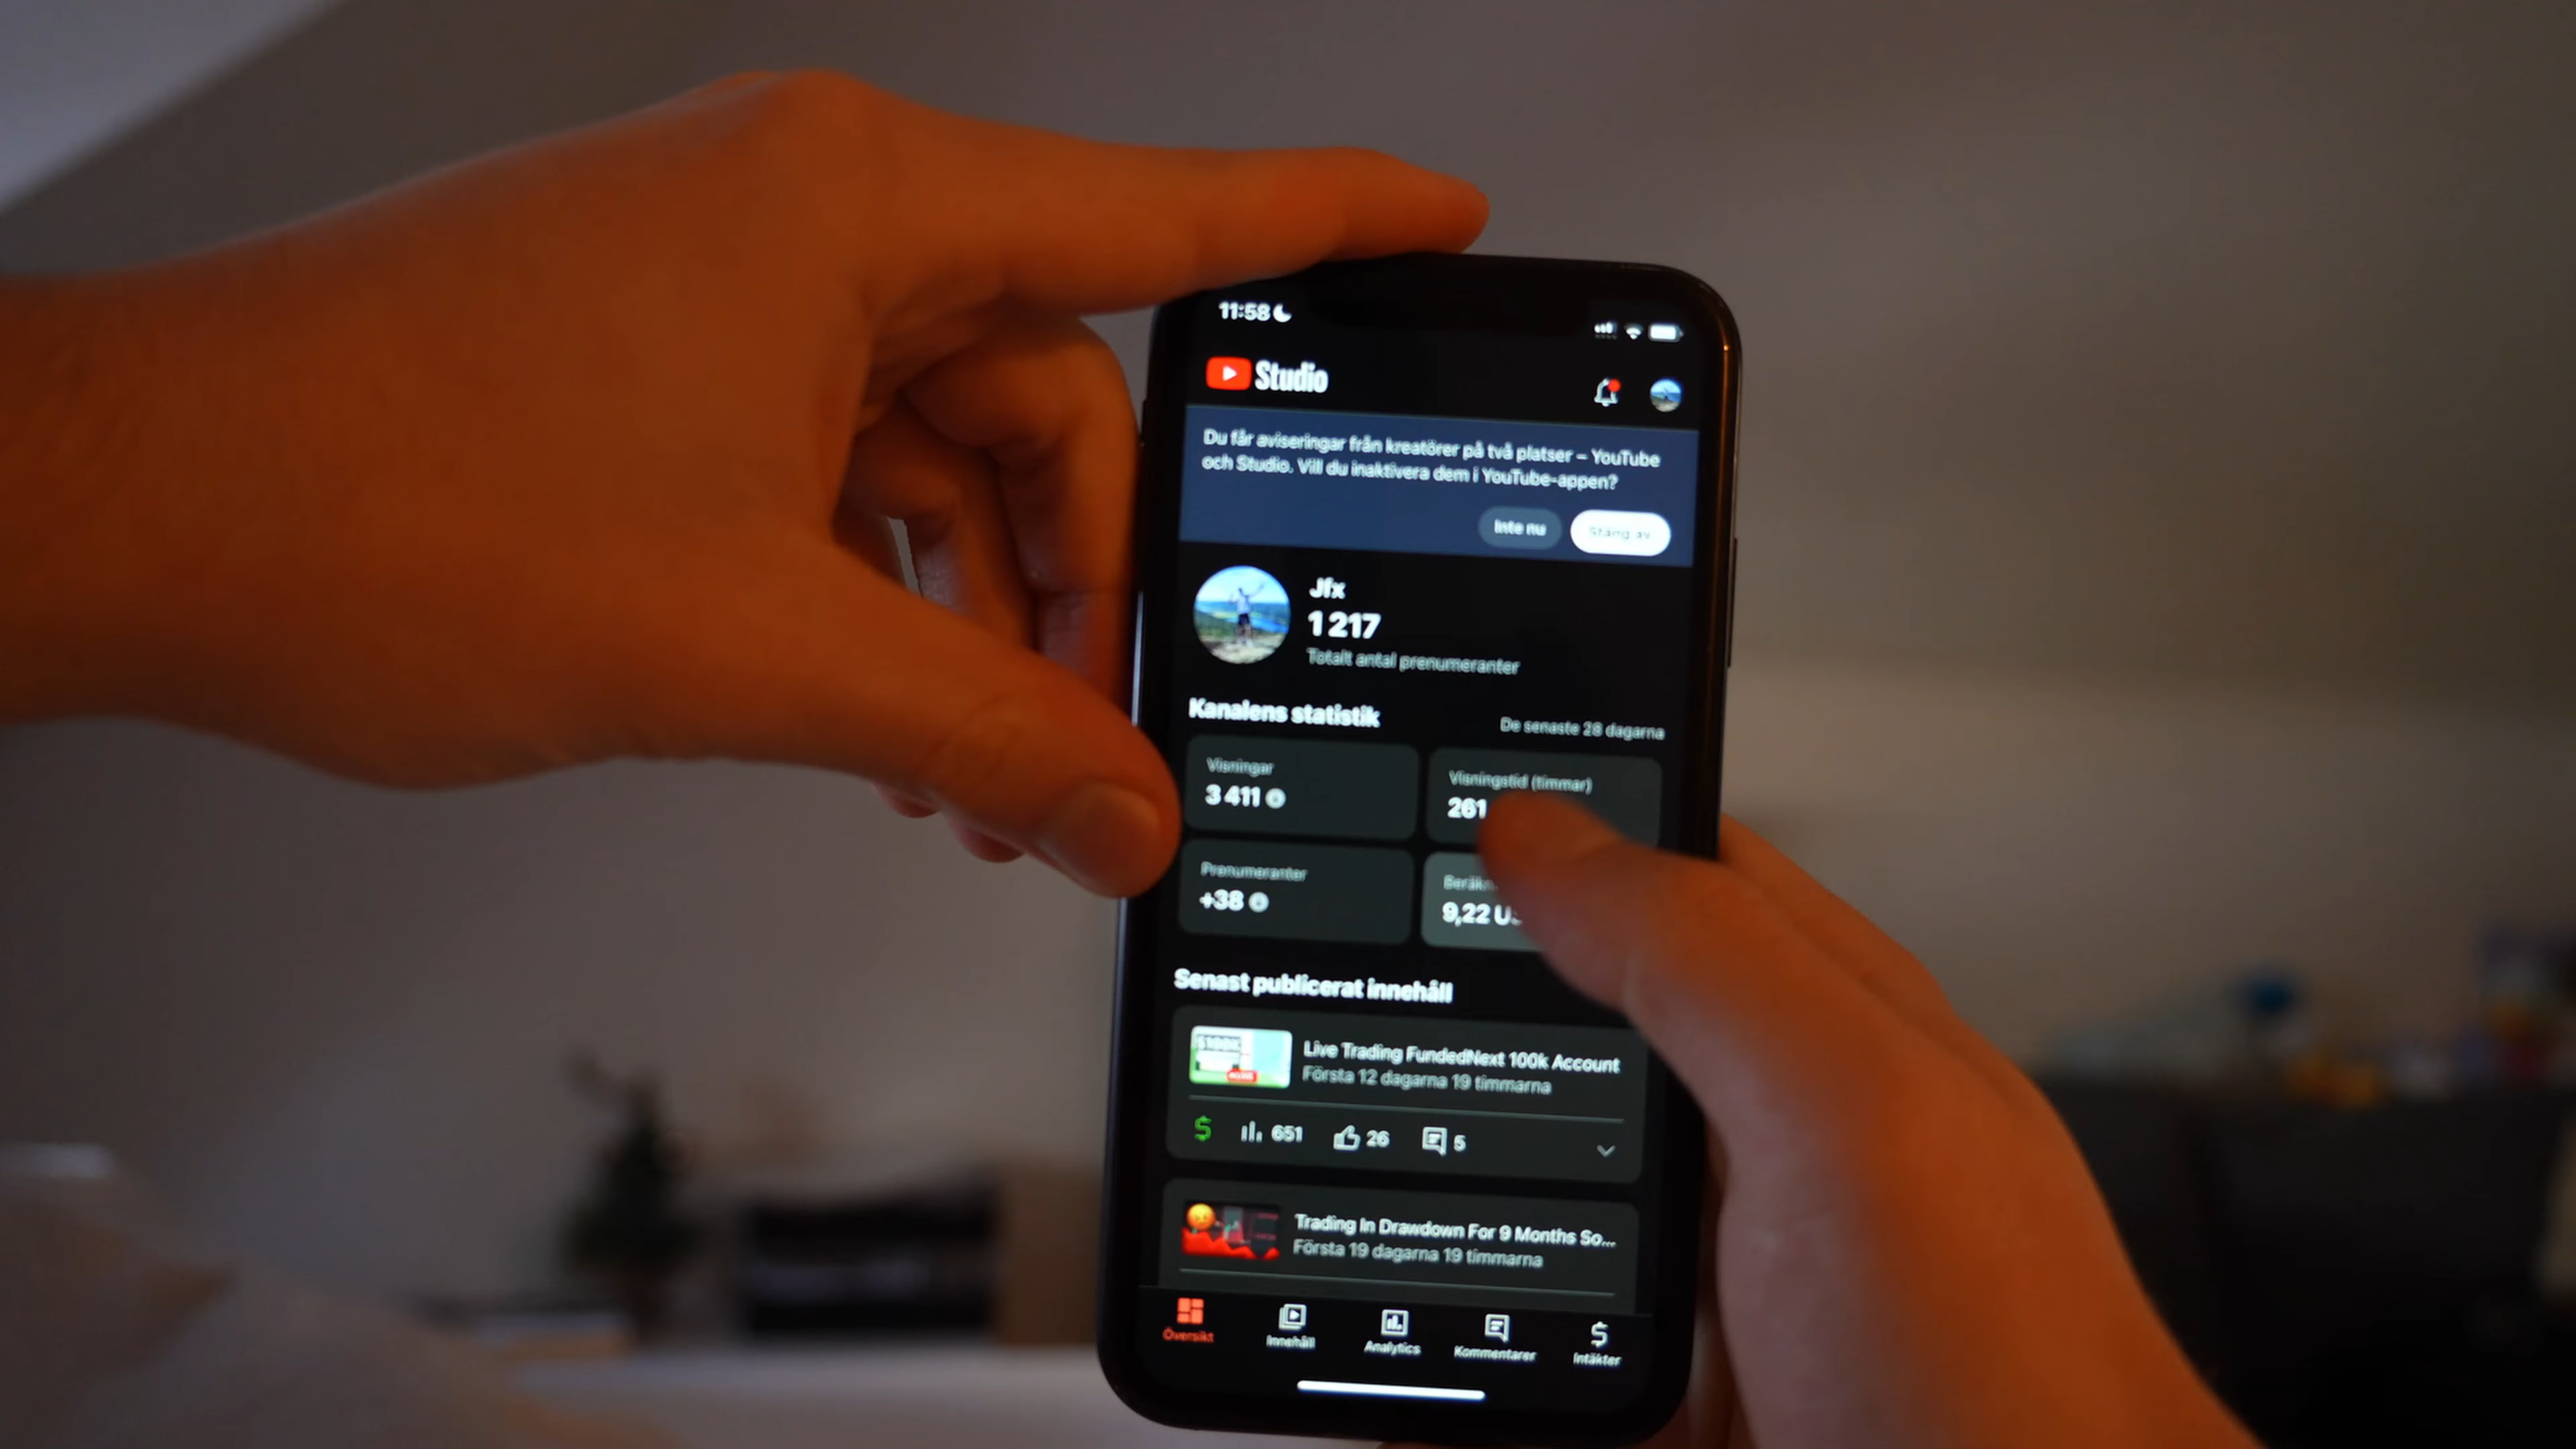 11:58
Studio
Du får aviseringar från kreatörer på två platser – YouTube
och Studio. Vill du inaktivera dem i YouTube-appen?
Inte nu
Stäng av
Jfx
1 217
Totalt antal prenumeranter
Kanalens statistik
De senaste 28 dagarna
Visningar
3 411
Visningstid (timmar)
261
Prenumeranter
+38
9,22
Senast publicerat innehåll
Live Trading FundedNext 100k Account
Första 12 dagarna 19 timmarna
$ 651 26 5
Trading In Drawdown For 9 Months So...
Första 19 dagarna 19 timmarna
Översikt
Innehåll
Analytics
Kommentarer
Intäkter